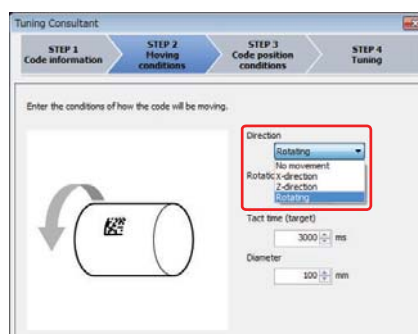 Tuning Consultant
STEP 1
Code information
STEP 2
Moving
conditions
STEP 3
Code position
conditions
STEP 4
Tuning
Enter the conditions of how the code will be moving.
Direction
Rotating
No movement
X-direction
Z-direction
Rotating
Tact time (target)
3000 ms
Diameter
100 mm